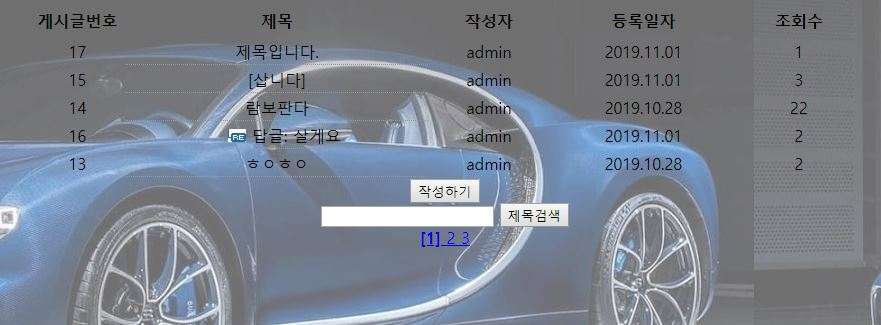 게시글번호 제목 작성자 등록일자 조회수
17 제목입니다. admin 2019.11.01 1
15 [삽니다] admin 2019.11.01 3
14 람보판다 admin 2019.10.28 22
16 RE 답글: 살게요 admin 2019.11.01 2
13 ㅎㅇㅎㅇ admin 2019.10.28 2
작성하기
제목검색
[1] 2 3